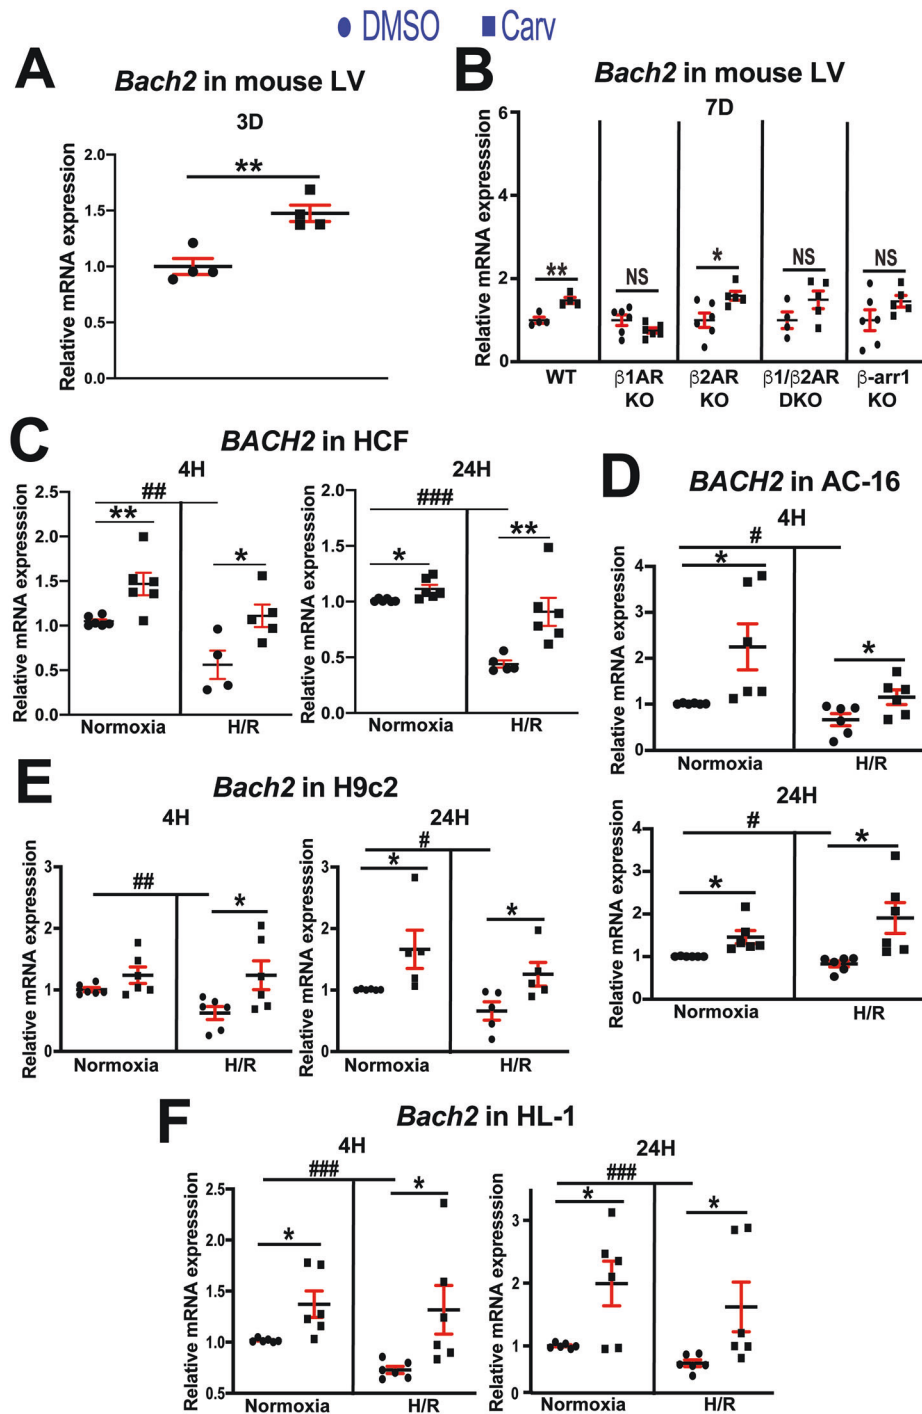 DMSO Carv
A
Bach2 in mouse LV
3D
Relative mRNA expression
2.0
1.5
1.0
0.5
0.0
**
B
Bach2 in mouse LV
7D
Relative mRNA expresssion
6
4
2
0
** NS * NS NS
WT β1AR β2AR β1/β2AR β-arr1
KO KO DKO KO
C
BACH2 in HCF
4H
Relative mRNA expresssion
2.5
2.0
1.5
1.0
0.5
0.0
##
**
*
Normoxia H/R
24H
Relative mRNA expresssion
2.0
1.5
1.0
0.5
0.0
###
**
*
Normoxia H/R
D
BACH2 in AC-16
4H
Relative mRNA expression
4
3
2
1
0
#
*
*
Normoxia H/R
24H
Relative mRNA expression
4
3
2
1
0
#
*
*
Normoxia H/R
E
Bach2 in H9c2
4H
Relative mRNA expresssion
3
2
1
0
##
*
Normoxia H/R
24H
Relative mRNA expresssion
3
2
1
0
#
*
*
Normoxia H/R
F
Bach2 in HL-1
4H
Relative mRNA expresssion
2.5
2.0
1.5
1.0
0.5
###
*
*
Normoxia H/R
24H
Relative mRNA expresssion
3
2
1
0
###
*
*
Normoxia H/R